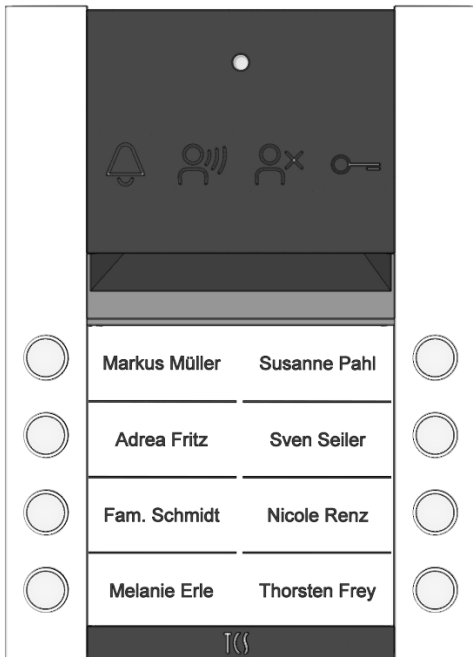 Markus Müller Susanne Pahl
Adrea Fritz Sven Seiler
Fam. Schmidt Nicole Renz
Melanie Erle Thorsten Frey
TCS